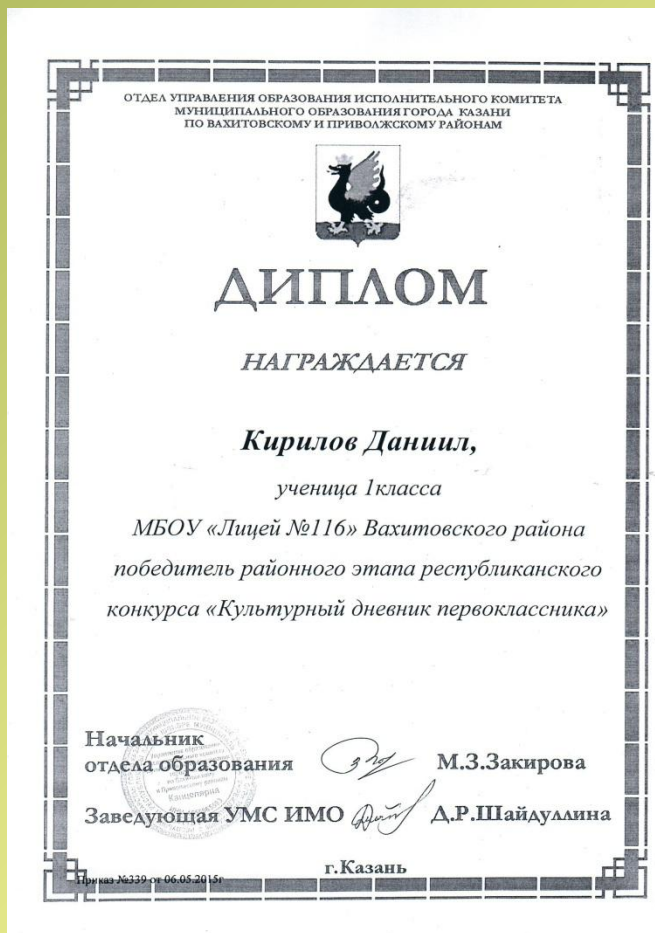 ОТДЕЛ УПРАВЛЕНИЯ ОБРАЗОВАНИЯ ИСПОЛНИТЕЛЬНОГО КОМИТЕТА
МУНИЦИПАЛЬНОГО ОБРАЗОВАНИЯ ГОРОДА КАЗАНИ
ПО ВАХИТОВСКОМУ И ПРИВОЛЖСКОМУ РАЙОНАМ
ДИПЛОМ
НАГРАЖДАЕТСЯ
Кирилов Даниил,
ученица 1класса
МБОУ «Лицей №116» Вахитовского района
победитель районного этапа республиканского
конкурса «Культурный дневник первоклассника»
Начальник
отдела образования М.З.Закирова
Канцелярия
Заведующая УМС ИМО Д.Р.Шайдуллина
г.Казань
Приказ №339 от 06.05.2015г